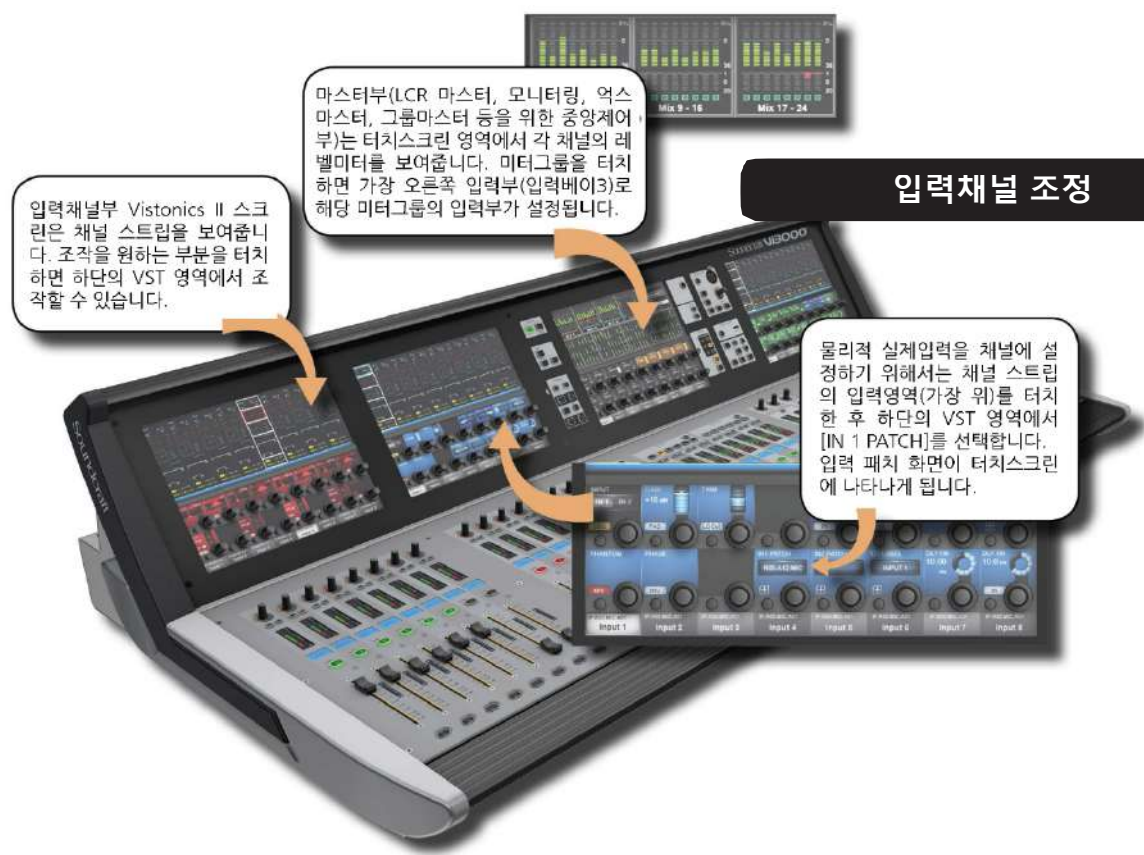 Mix 9 - 16
Mix 17 - 24
마스터부(LCR 마스터, 모니터링, 억스
마스터, 그룹마스터 등을 위한 중앙제어
부)는 터치스크린 영역에서 각 채널의 레
벨미터를 보여줍니다. 미터그룹을 터치
하면 가장 오른쪽 입력부(입력베이3)로
해당 미터그룹의 입력부가 설정됩니다.
입력채널 조정
입력채널부 Vistonics II 스크
린은 채널 스트립을 보여줍니
다. 조작을 원하는 부분을 터치
하면 하단의 VST 영역에서 조
작할 수 있습니다.
Soundcraft Vi3000
물리적 실제입력을 채널에 설
정하기 위해서는 채널 스트립
의 입력영역(가장 위)를 터치
한 후 하단의 VST 영역에서
[IN 1 PATCH]를 선택합니다.
입력 패치 화면이 터치스크린
에 나타나게 됩니다.
Soundcraft
INPUT
PHANTOM
PHASE
INPUT 1
Input 1
Input 2
Input 3
Input 4
Input 5
Input 6
Input 7
Input 8